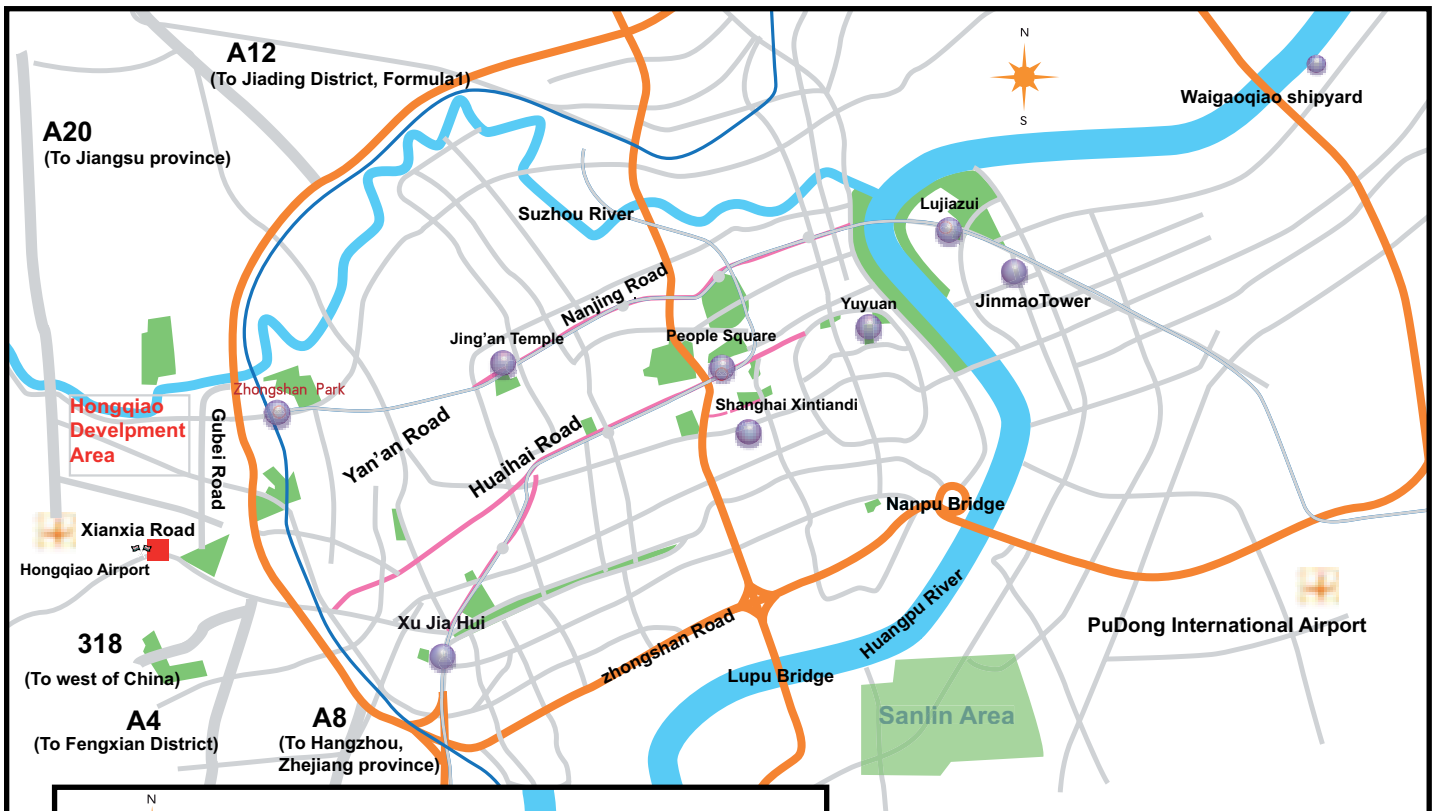 N
A12
(To Jiading District, Formula1)
Waigaoqiao shipyard
S
A20
(To Jiangsu province)
Lujiazui
Suzhou River
Nanjing Road
JinmaoTower
Yuyuan
Jing'an Temple
People Square
Zhongshan Park
Hongqiao
Develpment
Area
Gubei Road
Yan'an Road
Huaihai Road
Shanghai Xintiandi
Nanpu Bridge
Xianxia Road
Hongqiao Airport
Huangpu River
Xu Jia Hui
zhongshan Road
PuDong International Airport
318
(To west of China)
Lupu Bridge
Sanlin Area
A4
(To Fengxian District)
A8
(To Hangzhou,
Zhejiang province)
N